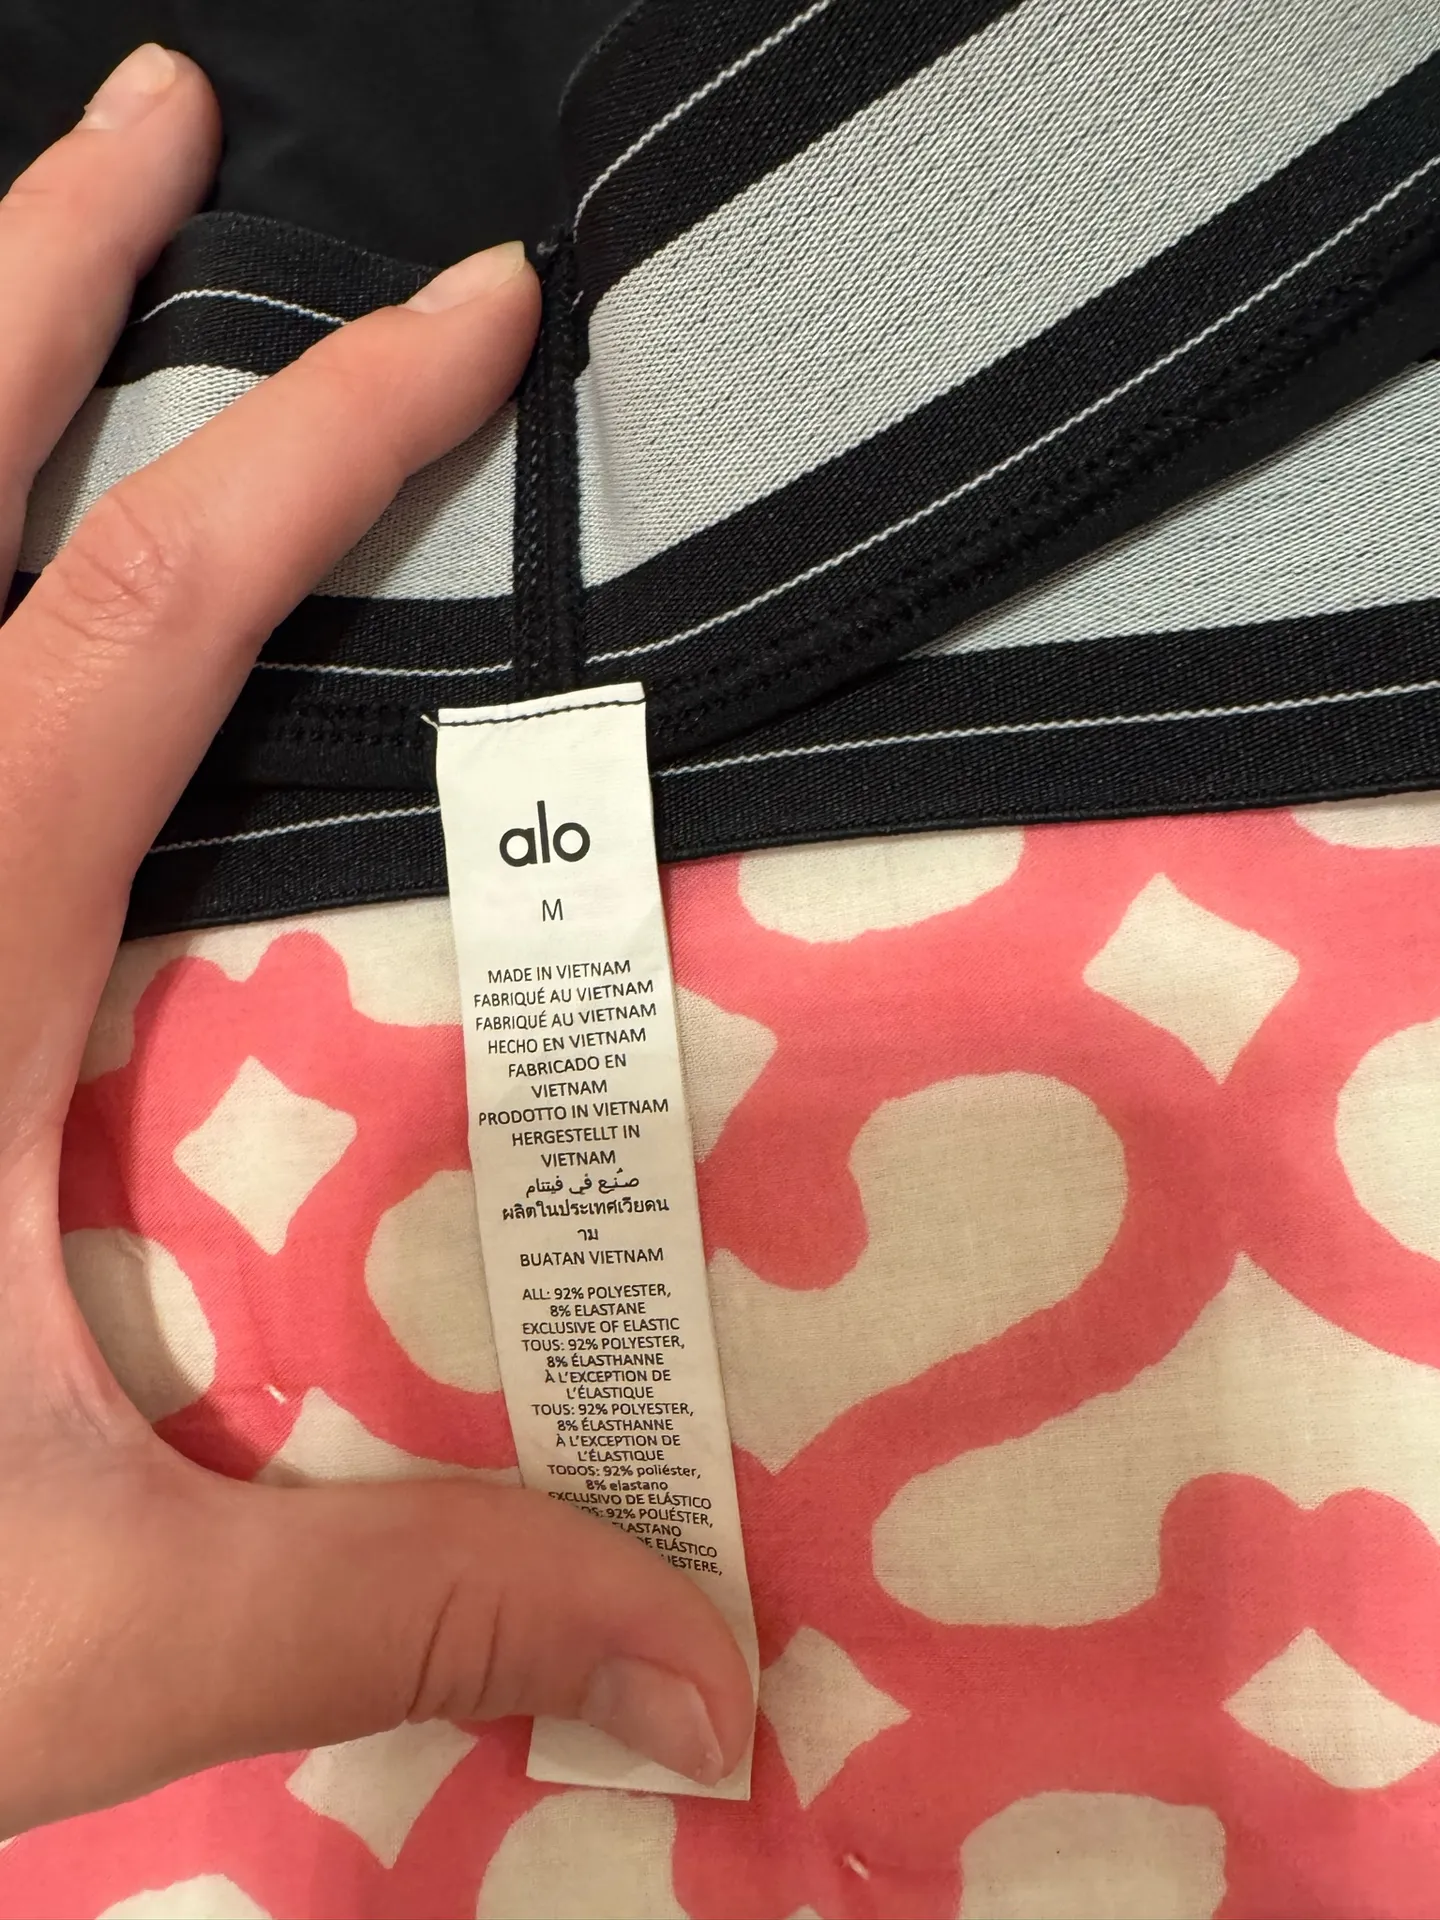 alo
M
MADE IN VIETNAM
FABRIQUÉ AU VIETNAM
FABRIQUÉ AU VIETNAM
HECHO EN VIETNAM
FABRICADO EN
VIETNAM
PRODOTTO IN VIETNAM
HERGESTELLT IN
VIETNAM
صُنع في فيتنام
ผลิตในประเทศเวียดน
าม
BUATAN VIETNAM
ALL: 92% POLYESTER,
8% ELASTANE
EXCLUSIVE OF ELASTIC
TOUS: 92% POLYESTER,
8% ÉLASTHANNE
À L'EXCEPTION DE
L'ÉLASTIQUE
TOUS: 92% POLYESTER,
8% ÉLASTHANNE
À L'EXCEPTION DE
L'ÉLASTIQUE
TODOS: 92% poliéster,
8% elastano
EXCLUSIVO DE ELÁSTICO
92% POLIÉSTER,
ELÁSTICO